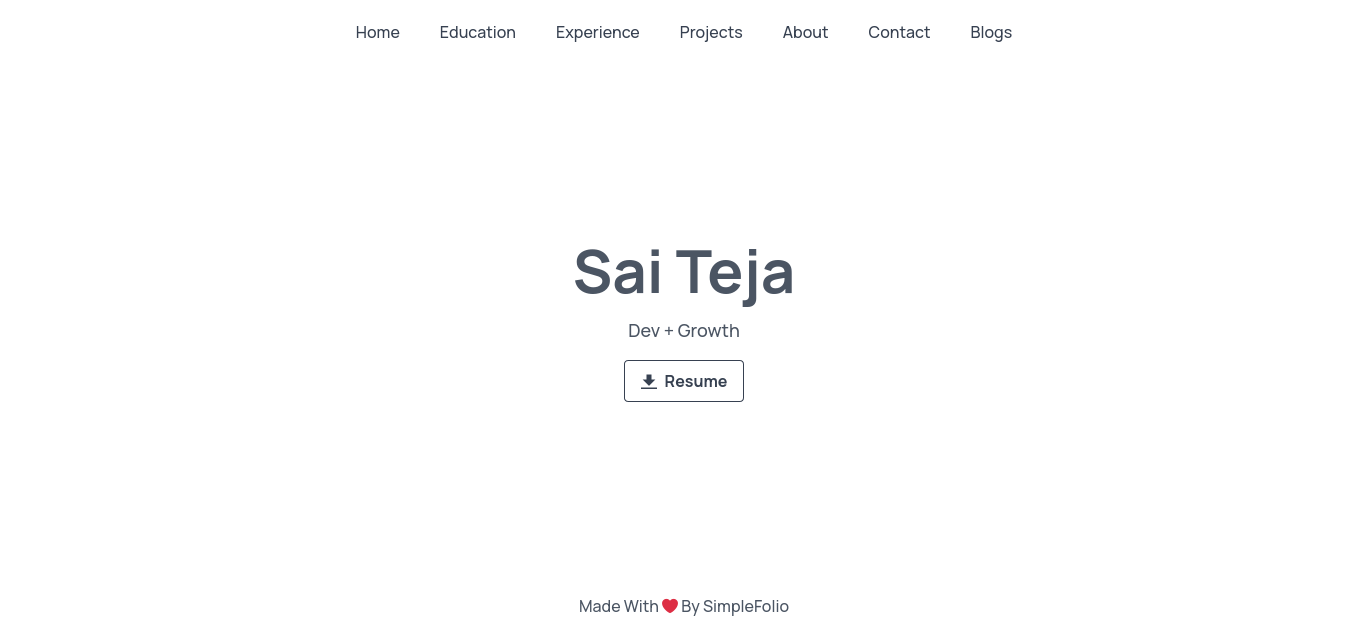 Home Education Experience Projects About Contact Blogs
Sai Teja
Dev + Growth
Resume
Made With ❤️ By SimpleFolio